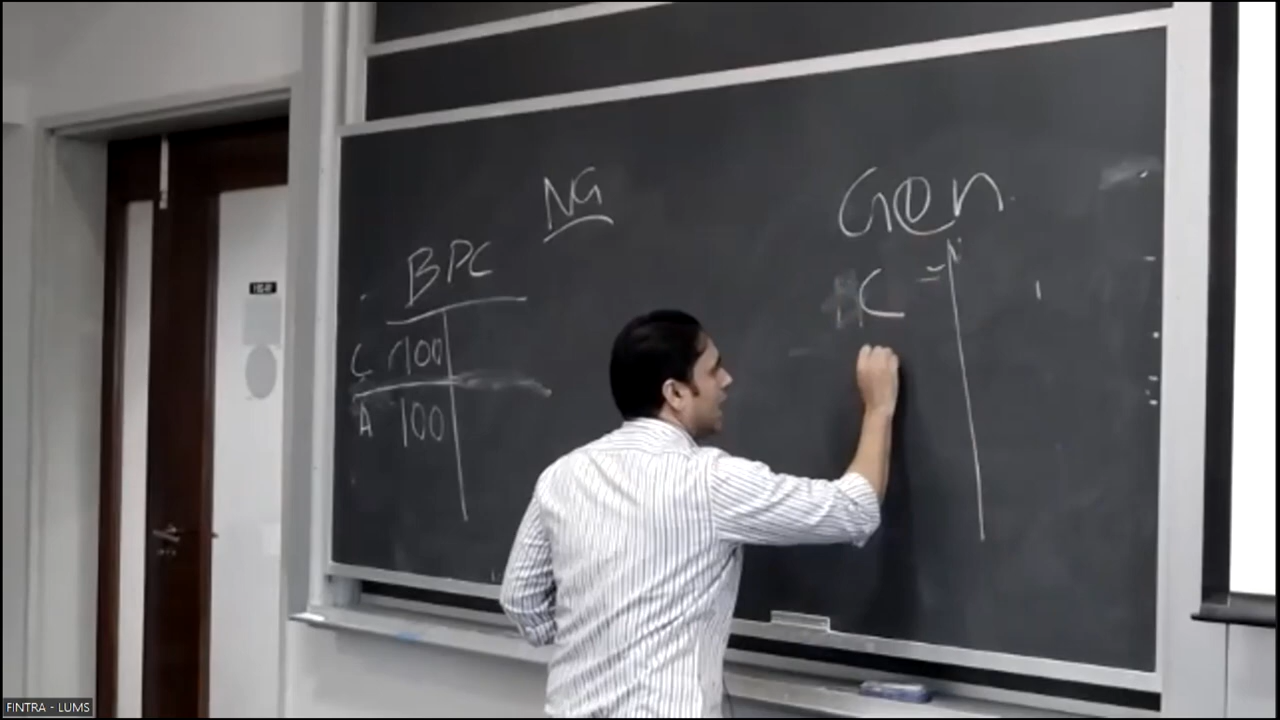 NG
Gen.
BPC
C -100
A 100
C
FINTRA - LUMS